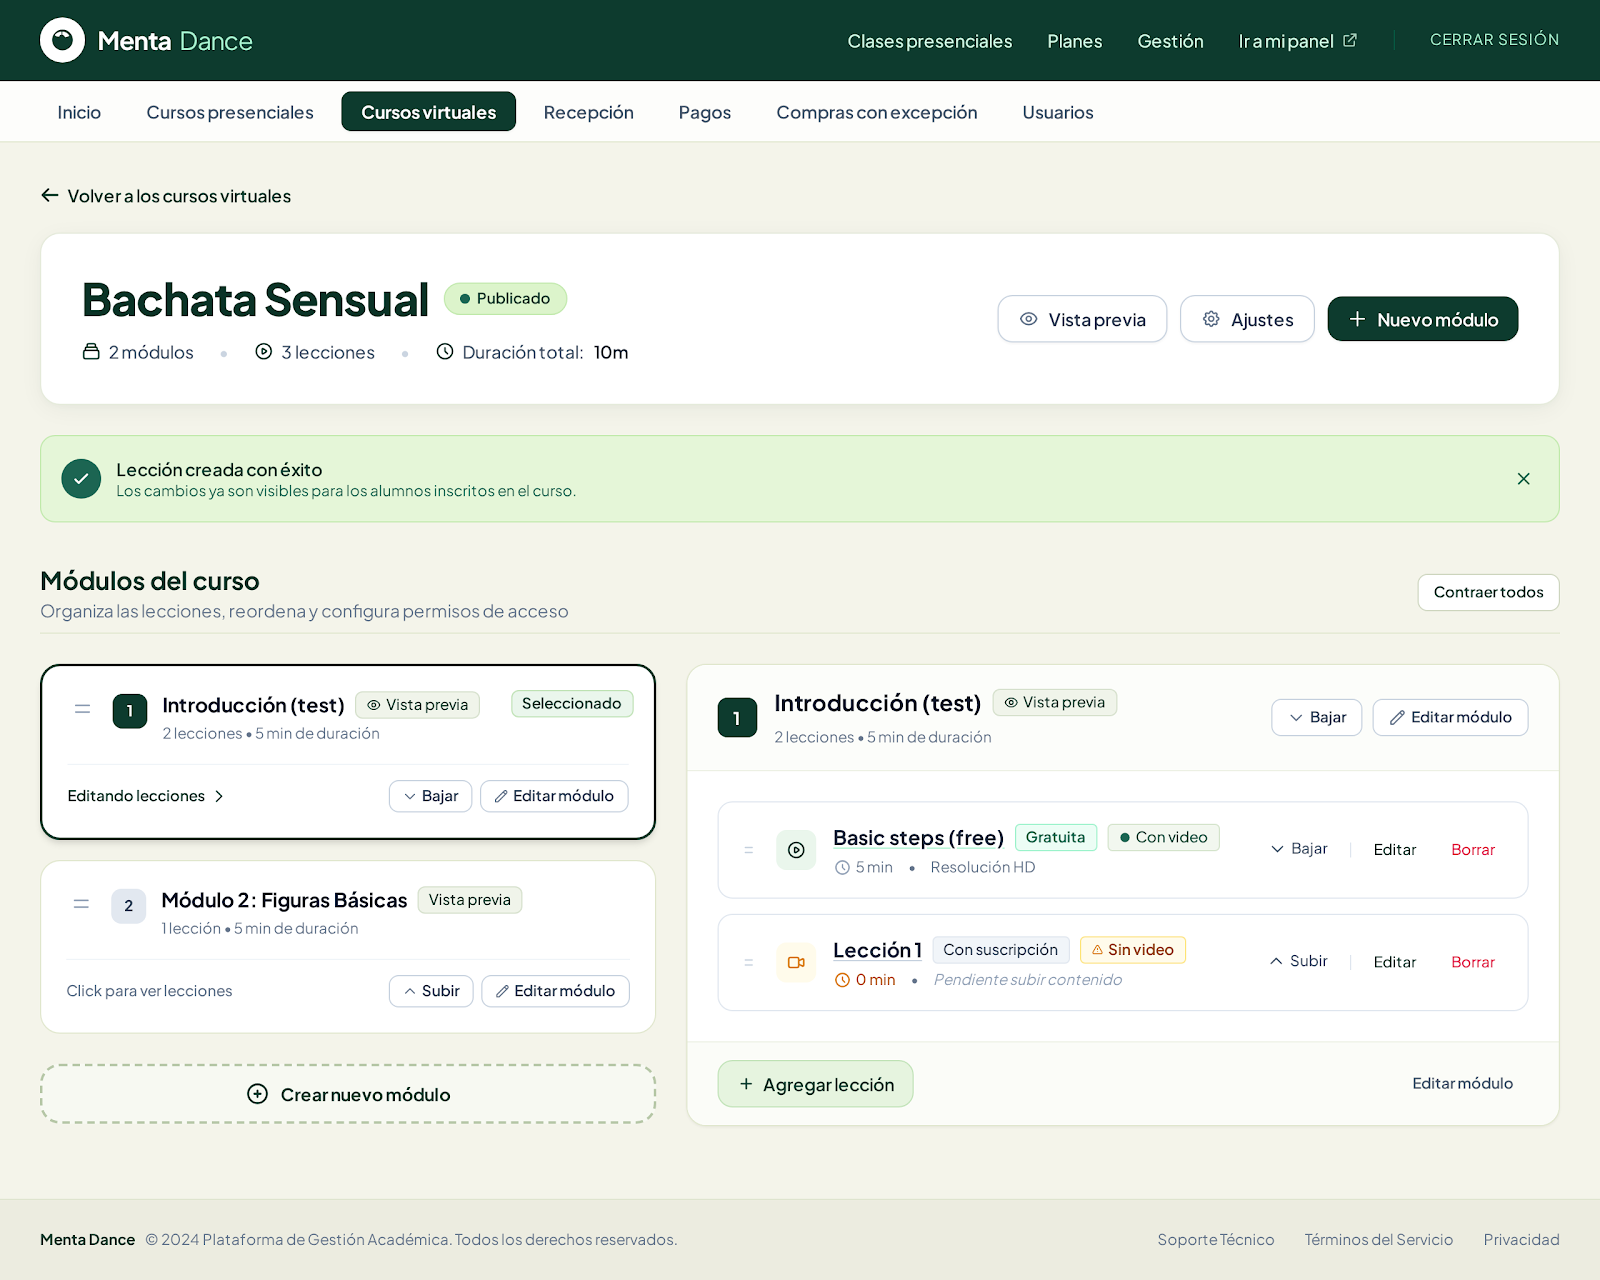 Menta Dance
Clases presenciales
Planes
Gestión
Ir a mi panel
CERRAR SESIÓN
Inicio
Cursos presenciales
Cursos virtuales
Recepción
Pagos
Compras con excepción
Usuarios
Volver a los cursos virtuales
Bachata Sensual
Publicado
2 módulos
3 lecciones
Duración total: 10m
Vista previa
Ajustes
Nuevo módulo
Lección creada con éxito
Los cambios ya son visibles para los alumnos inscritos en el curso.
Módulos del curso
Organiza las lecciones, reordena y configura permisos de acceso
Contraer todos
1
Introducción (test)
Vista previa
Seleccionado
2 lecciones • 5 min de duración
Editando lecciones
Bajar
Editar módulo
2
Módulo 2: Figuras Básicas
Vista previa
1 lección • 5 min de duración
Click para ver lecciones
Subir
Editar módulo
Crear nuevo módulo
1
Introducción (test)
Vista previa
2 lecciones • 5 min de duración
Bajar
Editar módulo
Basic steps (free)
Gratuita
Con video
5 min • Resolución HD
Bajar
Editar
Borrar
Lección 1
Con suscripción
Sin video
0 min • Pendiente subir contenido
Subir
Editar
Borrar
+ Agregar lección
Editar módulo
Menta Dance © 2024 Plataforma de Gestión Académica. Todos los derechos reservados.
Soporte Técnico
Términos del Servicio
Privacidad